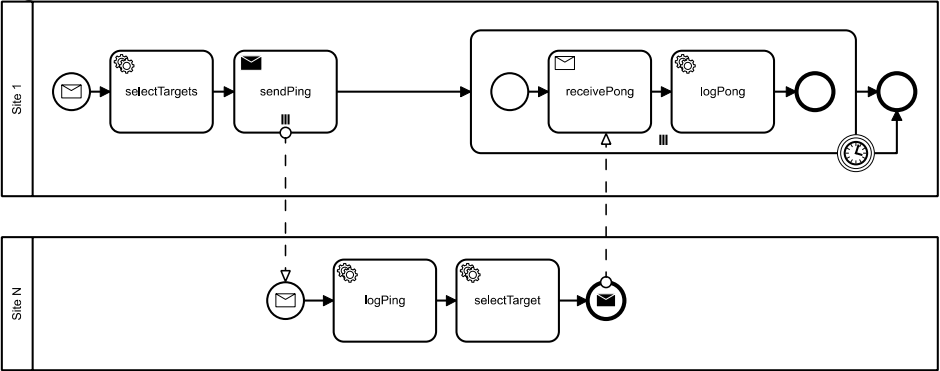 Site 1
selectTargets
sendPing
receivePong
logPong
Site N
logPing
selectTarget